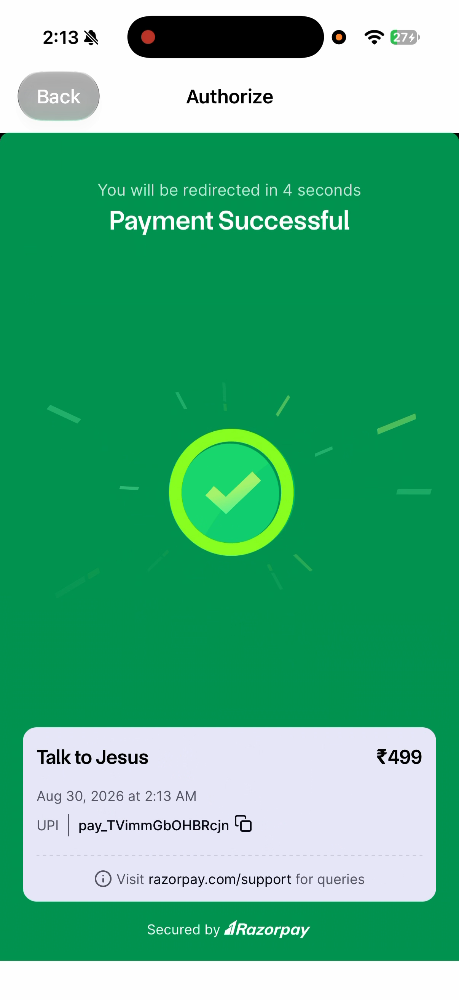 2:13
27
Back
Authorize
You will be redirected in 4 seconds
Payment Successful
Talk to Jesus ₹499
Aug 30, 2026 at 2:13 AM
UPI | pay_TVimmGbOHBRcjn
Visit razorpay.com/support for queries
Secured by Razorpay